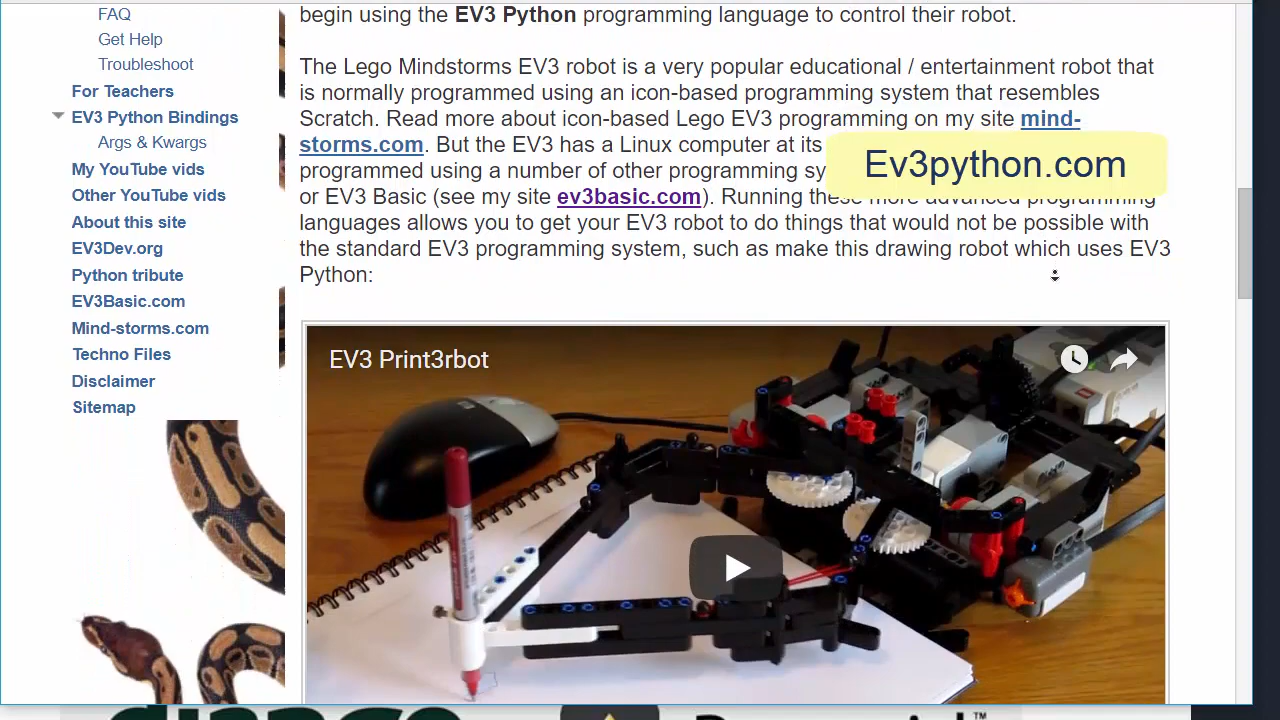 FAQ
Get Help
Troubleshoot
For Teachers
EV3 Python Bindings
Args & Kwargs
My YouTube vids
Other YouTube vids
About this site
EV3Dev.org
Python tribute
EV3Basic.com
Mind-storms.com
Techno Files
Disclaimer
Sitemap
begin using the EV3 Python programming language to control their robot.
The Lego Mindstorms EV3 robot is a very popular educational / entertainment robot that
is normally programmed using an icon-based programming system that resembles
Scratch. Read more about icon-based Lego EV3 programming on my site mind-
storms.com. But the EV3 has a Linux computer at its
programmed using a number of other programming
or EV3 Basic (see my site ev3basic.com). Running these more advanced programming
languages allows you to get your EV3 robot to do things that would not be possible with
the standard EV3 programming system, such as make this drawing robot which uses EV3
Python:
Ev3python.com
EV3 Print3rbot